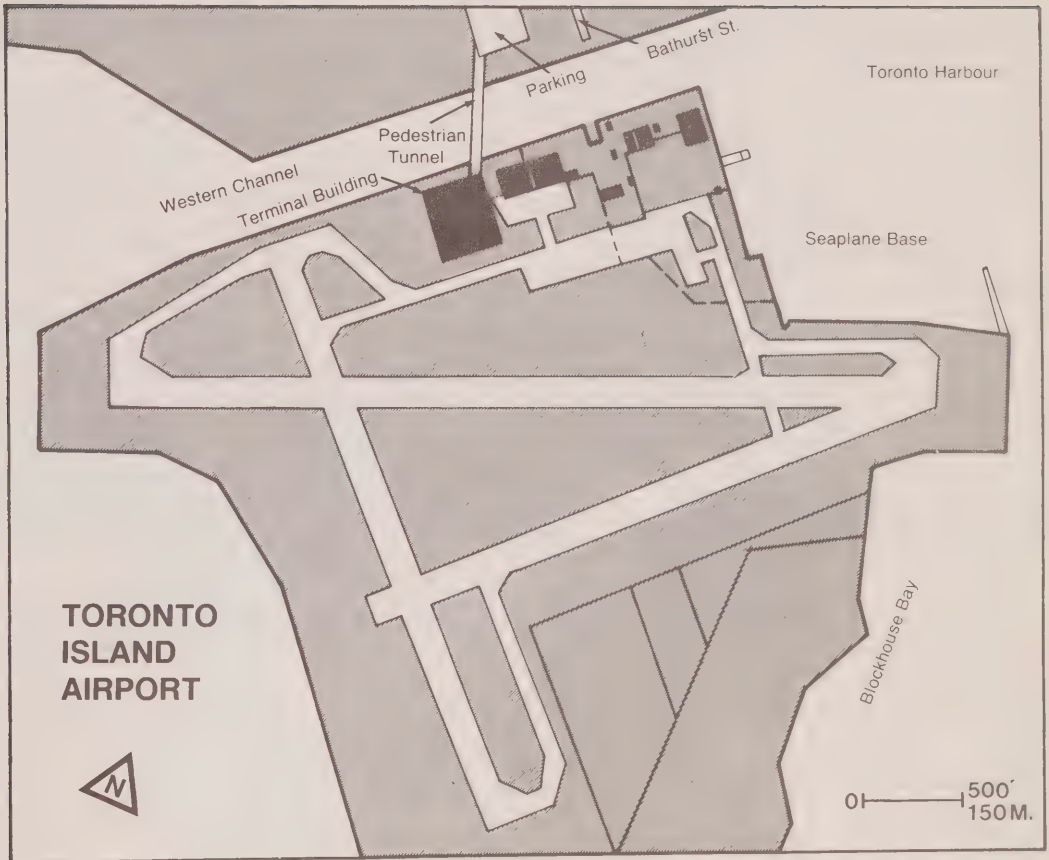 Bathurst St.
Parking
Toronto Harbour
Pedestrian
Tunnel
Western Channel
Terminal Building
Seaplane Base
TORONTO
ISLAND
AIRPORT
Blockhouse Bay
N
0
500'
150 M.